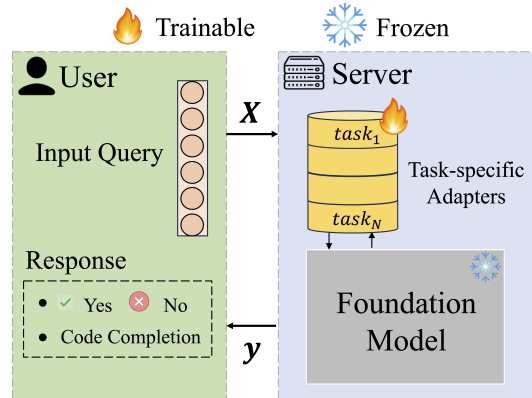 Trainable
Frozen
User
Input Query
X
Response
Yes No
Code Completion
y
Server
task1
taskN
Task-specific
Adapters
Foundation
Model